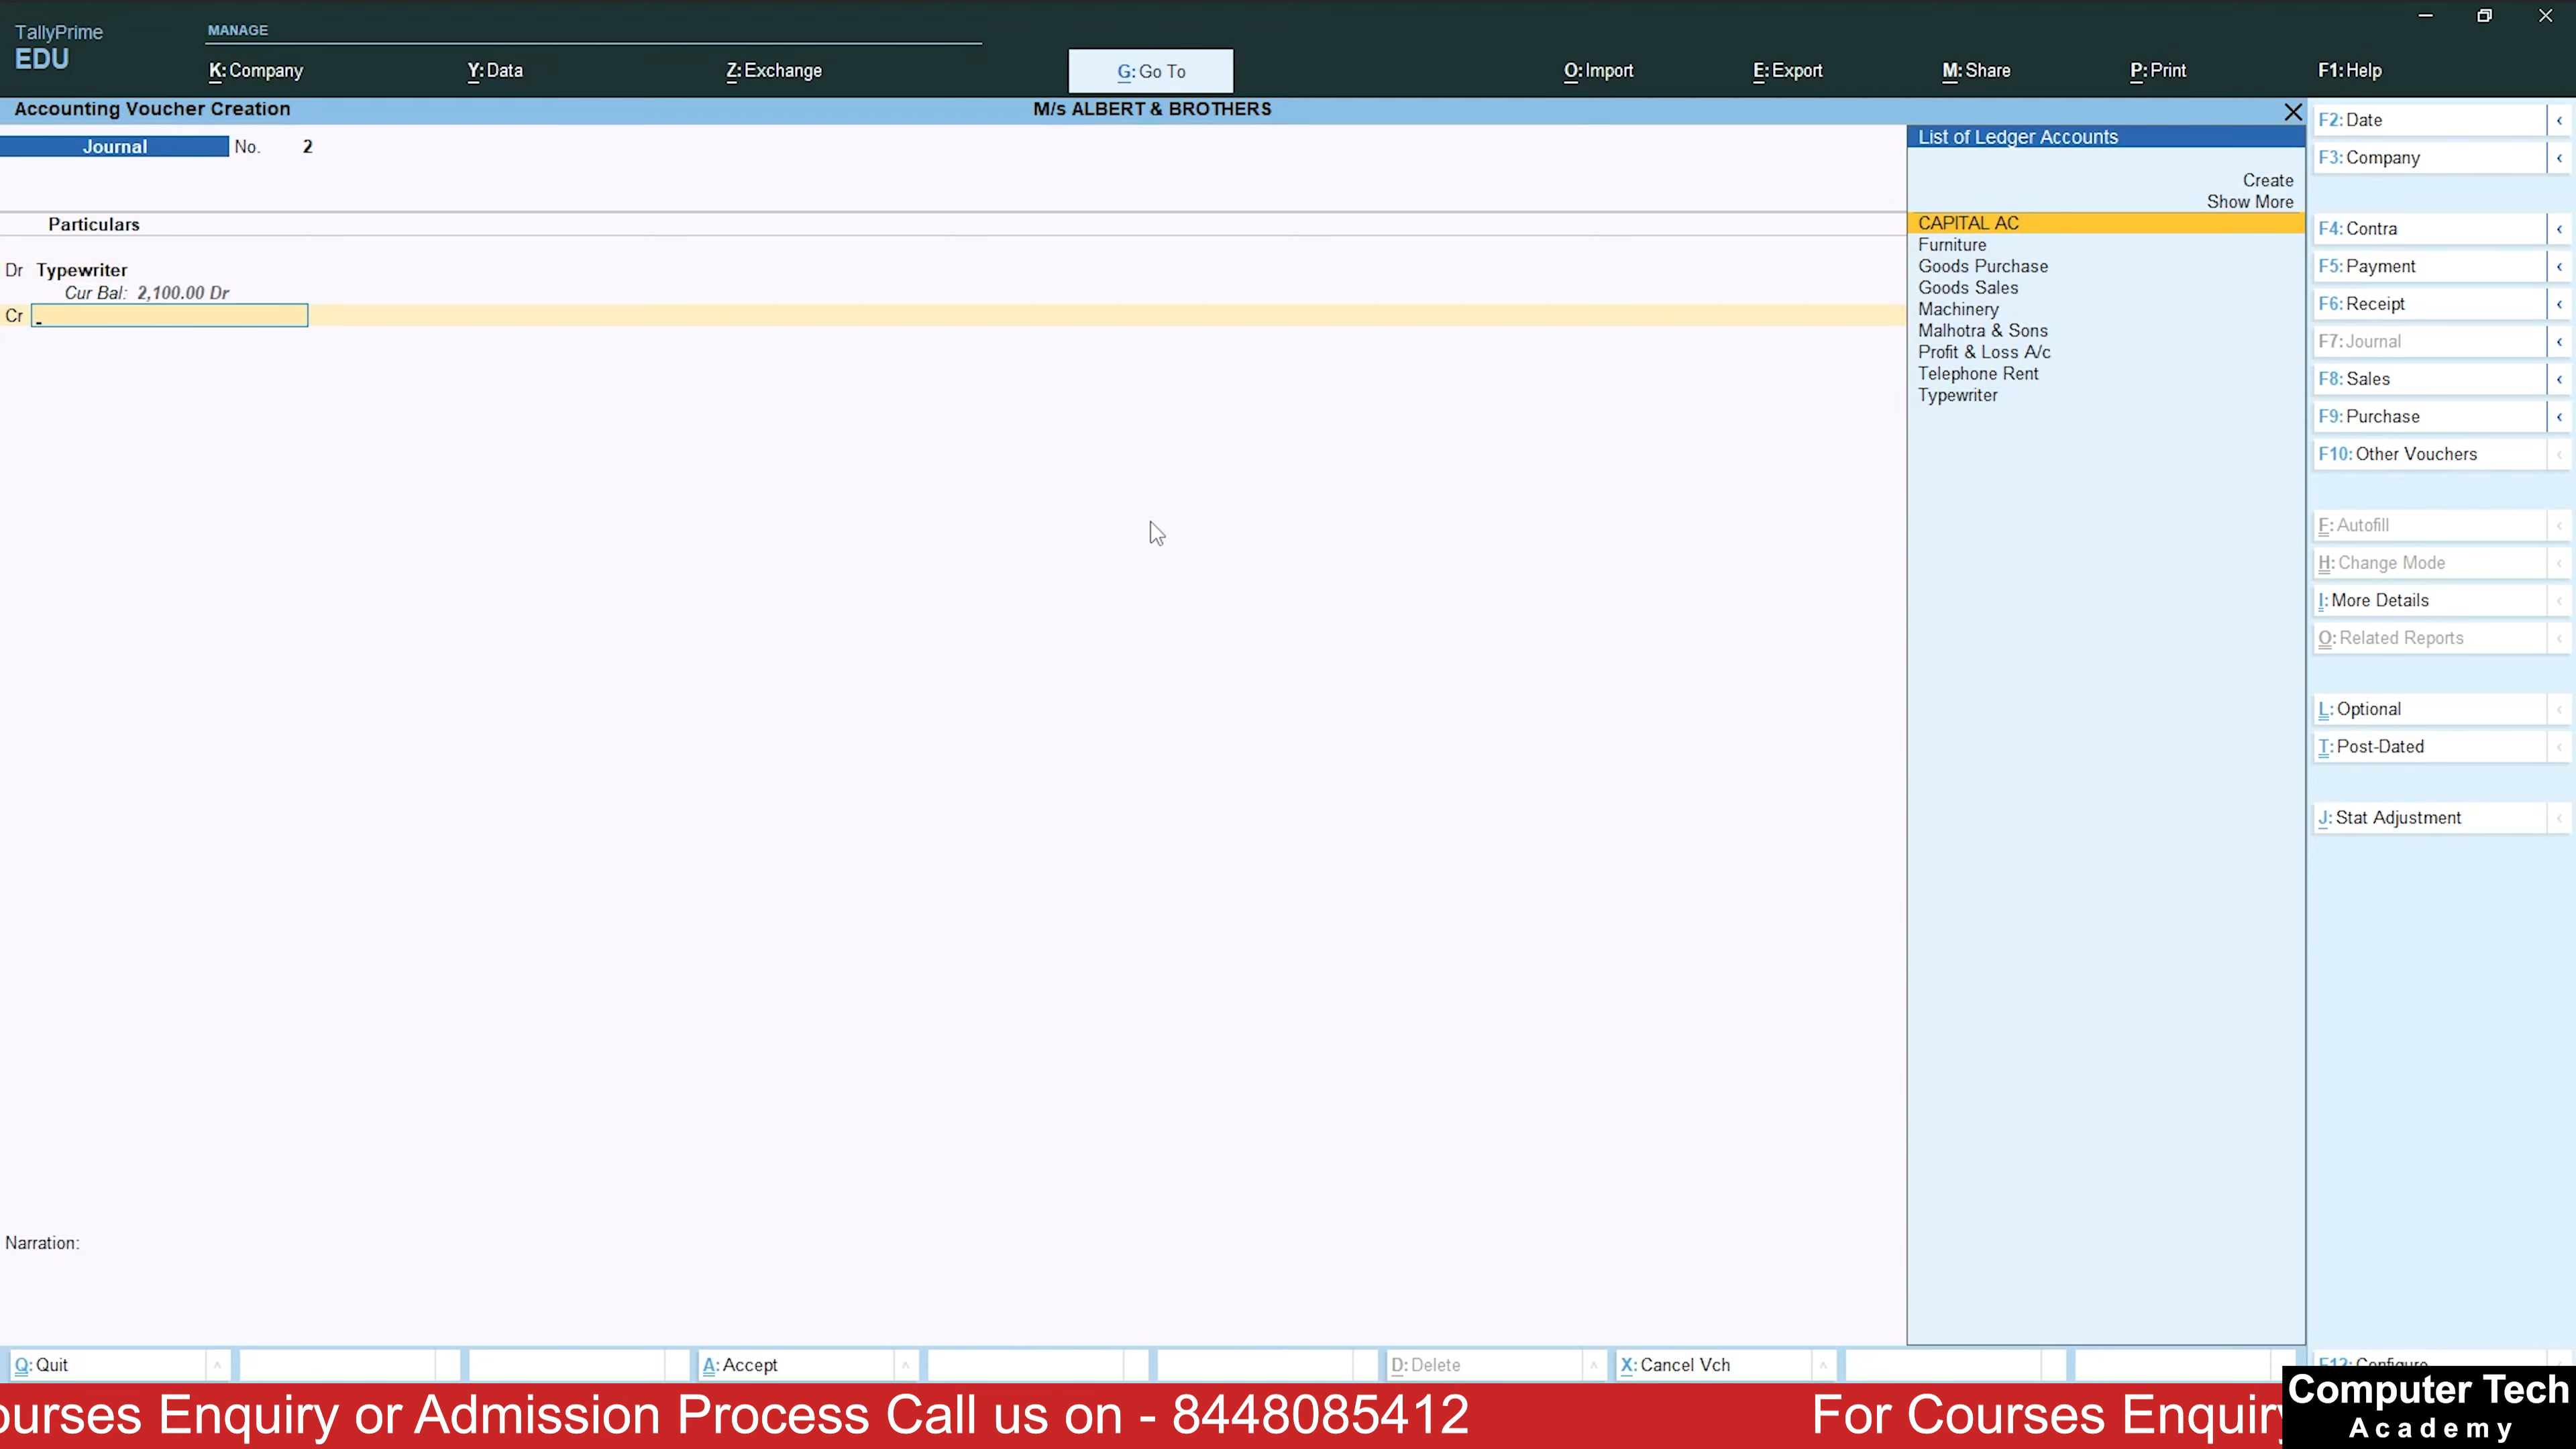 TallyPrime
EDU
MANAGE
K: Company
Y: Data
Z: Exchange
G: Go To
O: Import
E: Export
M: Share
P: Print
F1: Help
Accounting Voucher Creation
M/s ALBERT & BROTHERS
Journal No. 2
Particulars
Dr Typewriter
Cur Bal: 2,100.00 Dr
Cr
Narration:
List of Ledger Accounts
Create
Show More
CAPITAL AC
Furniture
Goods Purchase
Goods Sales
Machinery
Malhotra & Sons
Profit & Loss A/c
Telephone Rent
Typewriter
F2: Date
F3: Company
F4: Contra
F5: Payment
F6: Receipt
F7: Journal
F8: Sales
F9: Purchase
F10: Other Vouchers
F: Autofill
H: Change Mode
I: More Details
O: Related Reports
L: Optional
T: Post-Dated
J: Stat Adjustment
F12: Configure
Q: Quit
A: Accept
D: Delete
X: Cancel Vch
ourses Enquiry or Admission Process Call us on - 8448085412
For Courses Enquiry
Computer Tech
Academy